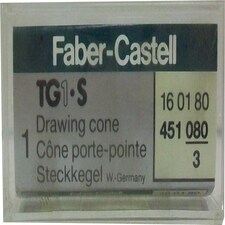 Faber-Castell
TG1·S
16 01 80
1 Drawing cone
451 080
Cône porte-pointe
3
Steckkegel W.-Germany